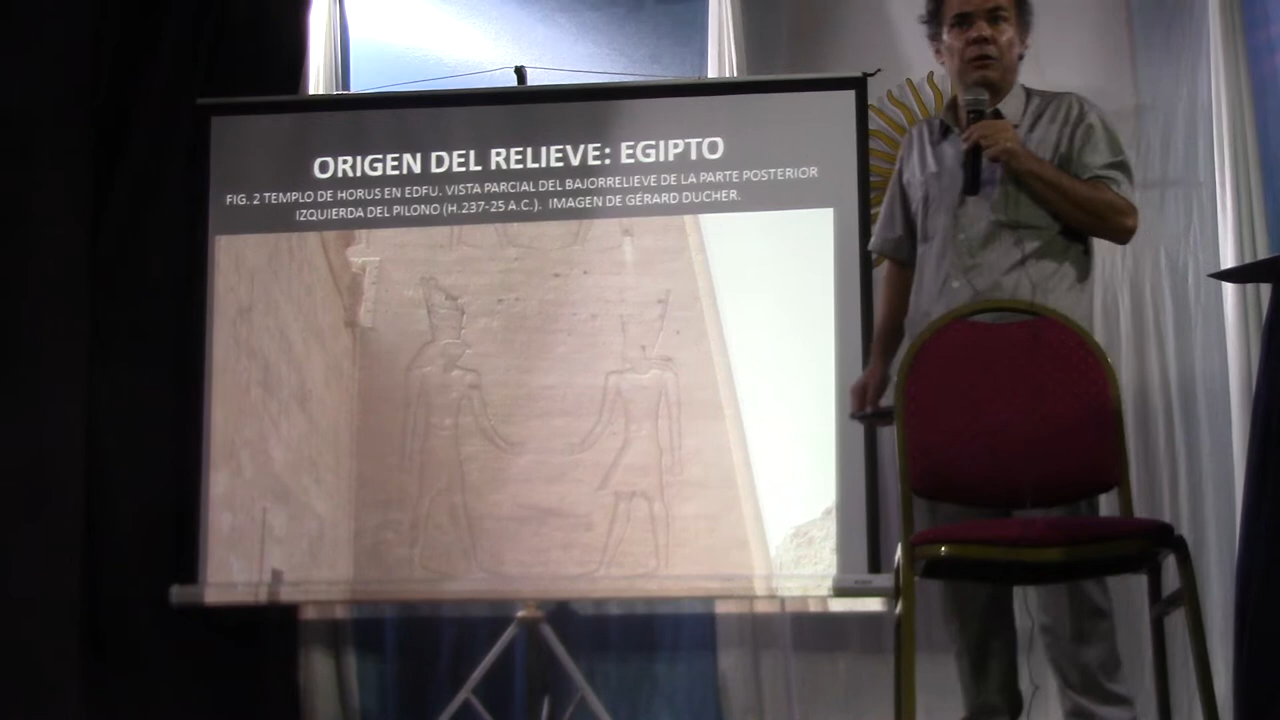 ORIGEN DEL RELIEVE: EGIPTO
FIG. 2 TEMPLO DE HORUS EN EDFU. VISTA PARCIAL DEL BAJORRELIEVE DE LA PARTE POSTERIOR
IZQUIERDA DEL PILONO (H.237-25 A.C.). IMAGEN DE GÉRARD DUCHER.